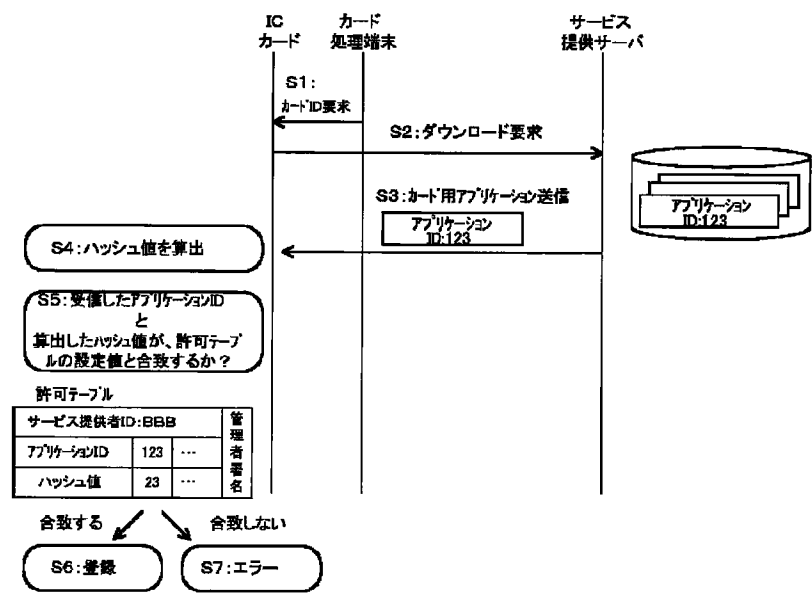 IC
カード
カード
処理端末
サービス
提供サーバ
S1:
ｶｰﾄﾞID要求
S2:ダウンロード要求
S3:ｶｰﾄﾞ用アプリケーション送信
アプリケーション
ID:123
アプリケーション
ID:123
S4:ハッシュ値を算出
S5:受信したｱﾌﾟﾘｹｰｼｮﾝID
と
算出したﾊｯｼｭ値が、許可テーブ
ルの設定値と合致するか？
許可テーブル
サービス提供者ID:BBB
管理者署名
ｱﾌﾟﾘｹｰｼｮﾝID 123 …
ハッシュ値 23 …
合致する
合致しない
S6:登録
S7:エラー